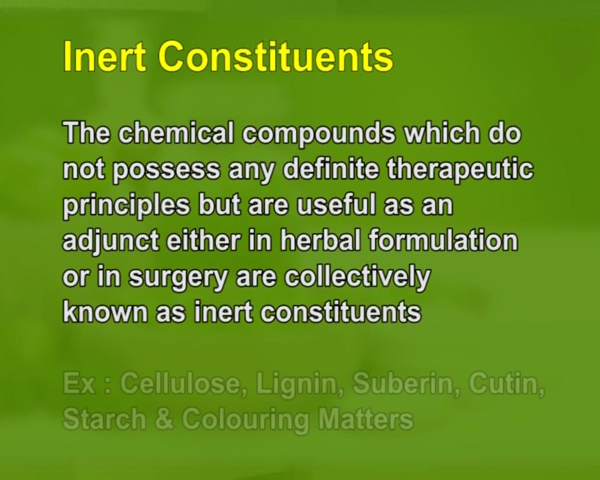 Inert Constituents
The chemical compounds which do
not possess any definite therapeutic
principles but are useful as an
adjunct either in herbal formulation
or in surgery are collectively
known as inert constituents
Ex : Cellulose, Lignin, Suberin, Cutin,
Starch & Colouring Matters